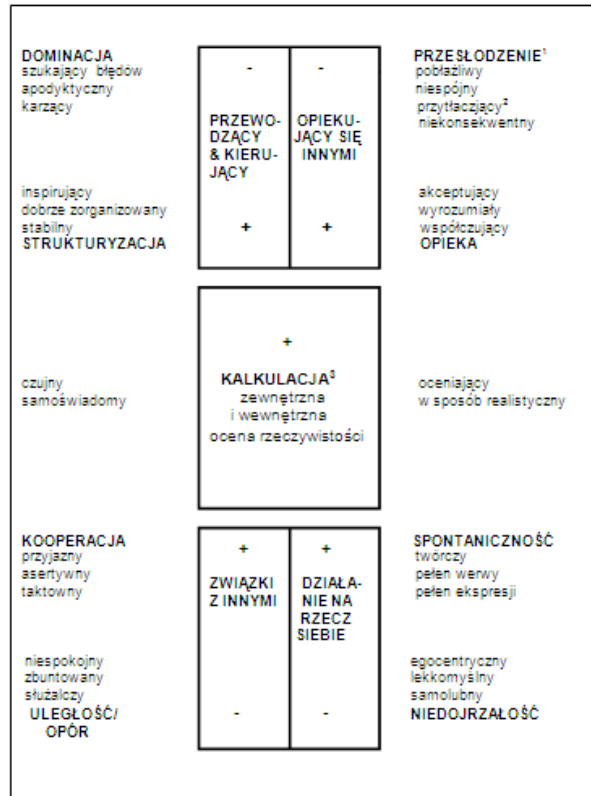 DOMINACJA
szukający błędów
apodyktyczny
karzący
- -
PRZEWO-
DZĄCY
& KIERU-
JĄCY
OPIEKU-
JĄCY SIĘ
INNYMI
PRZESŁODZENIE¹
pobłażliwy
niespójny
przytłaczjący²
niekonsekwentny
inspirujący
dobrze zorganizowany
stabilny
STRUKTURYZACJA
+ +
akceptujący
wyrozumiały
współczujący
OPIEKA
czujny
samoświadomy
+
KALKULACJA³
zewnętrzna
i wewnętrzna
ocena rzeczywistości
oceniający
w sposób realistyczny
KOOPERACJA
przyjazny
asertywny
taktowny
+ +
ZWIĄZKI
Z INNYMI
DZIAŁA-
NIE NA
RZECZ
SIEBIE
SPONTANICZNOŚĆ
twórczy
pełen werwy
pełen ekspresji
niespokojny
zbuntowany
służalczy
ULEGŁOŚĆ/
OPÓR
- -
egocentryczny
lekkomyślny
samolubny
NIEDOJRZAŁOŚĆ